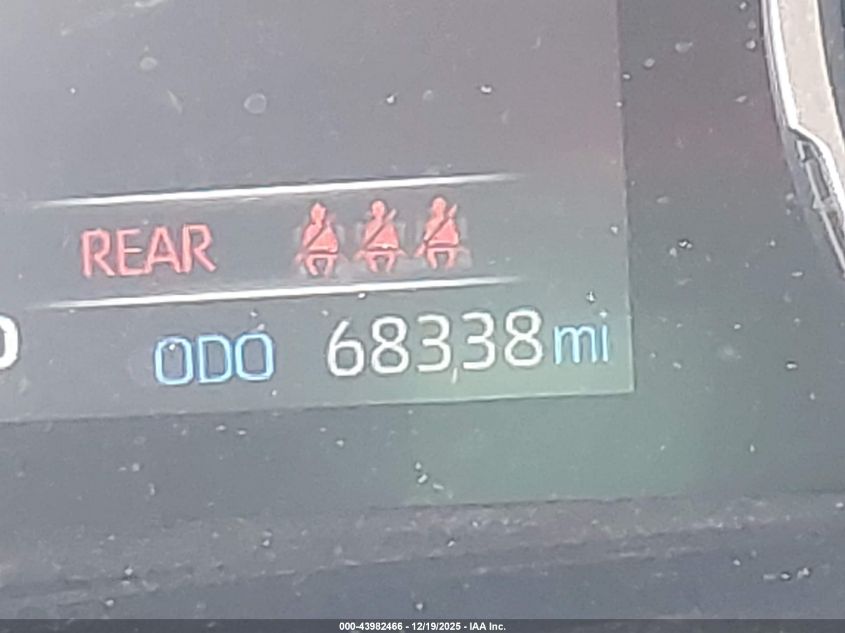 REAR
ODO 68338 mi
000-43982466 - 12/19/2025 - IAA Inc.